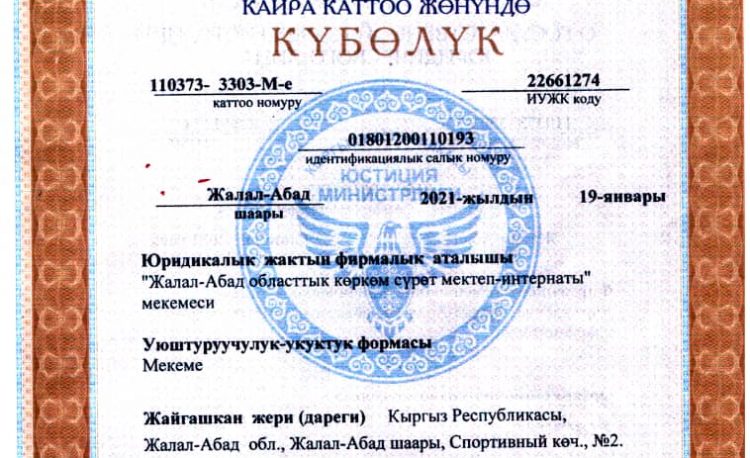 КАЙРА КАТТОО ЖӨНҮНДӨ
КҮБӨЛҮК
110373- 3303-М-е 22661274
каттоо номуру ИУЖК коду
01801200110193
идентификациялык салык номуру
ЮСТИЦИЯ
МИНИСТРЛИГИ
Жалал-Абад 2021-жылдын 19-январы
шаары
Юридикалык жактын фирмалык аталышы
"Жалал-Абад областтык көркөм сүрөт мектеп-интернаты"
мекемеси
Уюштуруучулук-укуктук формасы
Мекеме
Жайгашкан жери (дареги) Кыргыз Республикасы,
Жалал-Абад обл., Жалал-Абад шаары, Спортивный көч., №2.